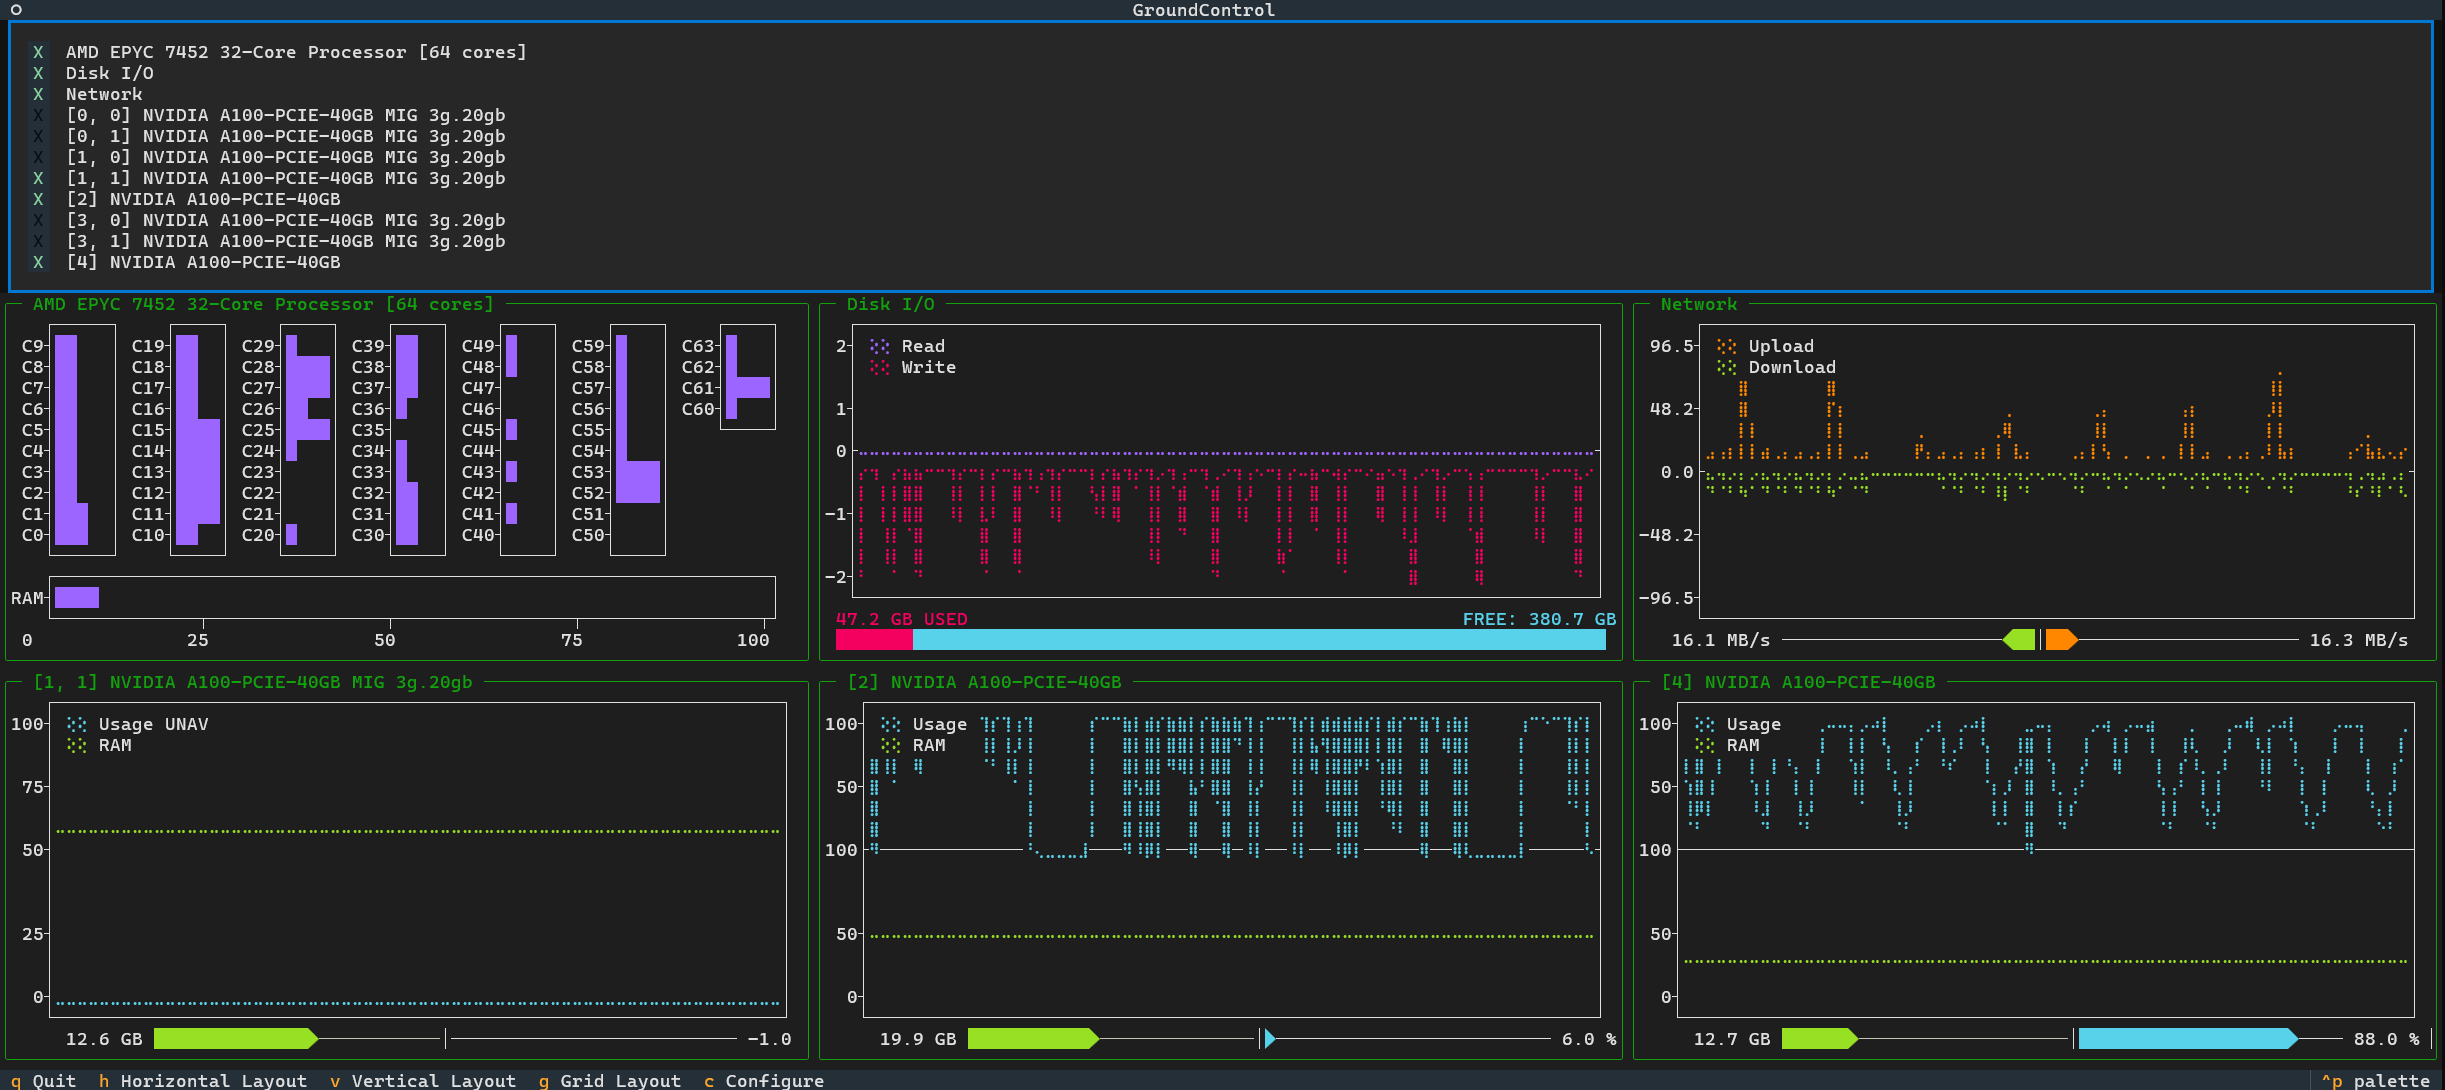 GroundControl
X AMD EPYC 7452 32-Core Processor [64 cores]
X Disk I/O
X Network
X [0, 0] NVIDIA A100-PCIE-40GB MIG 3g.20gb
X [0, 1] NVIDIA A100-PCIE-40GB MIG 3g.20gb
X [1, 0] NVIDIA A100-PCIE-40GB MIG 3g.20gb
X [1, 1] NVIDIA A100-PCIE-40GB MIG 3g.20gb
X [2] NVIDIA A100-PCIE-40GB
X [3, 0] NVIDIA A100-PCIE-40GB MIG 3g.20gb
X [3, 1] NVIDIA A100-PCIE-40GB MIG 3g.20gb
X [4] NVIDIA A100-PCIE-40GB
AMD EPYC 7452 32-Core Processor [64 cores]
C9 C19 C29 C39 C49 C59 C63
C8 C18 C28 C38 C48 C58 C62
C7 C17 C27 C37 C47 C57 C61
C6 C16 C26 C36 C46 C56 C60
C5 C15 C25 C35 C45 C55
C4 C14 C24 C34 C44 C54
C3 C13 C23 C33 C43 C53
C2 C12 C22 C32 C42 C52
C1 C11 C21 C31 C41 C51
C0 C10 C20 C30 C40 C50
RAM
0 25 50 75 100
Disk I/O
2
Read
Write
1
0
-1
-2
47.2 GB USED FREE: 380.7 GB
Network
96.5
Upload
Download
48.2
0.0
-48.2
-96.5
16.1 MB/s 16.3 MB/s
[1, 1] NVIDIA A100-PCIE-40GB MIG 3g.20gb
100 Usage UNAV
RAM
75
50
25
0
12.6 GB -1.0
[2] NVIDIA A100-PCIE-40GB
100 Usage
RAM
50
100
50
0
19.9 GB 6.0 %
[4] NVIDIA A100-PCIE-40GB
100 Usage
RAM
50
100
50
0
12.7 GB 88.0 %
q Quit h Horizontal Layout v Vertical Layout g Grid Layout c Configure ^p palette